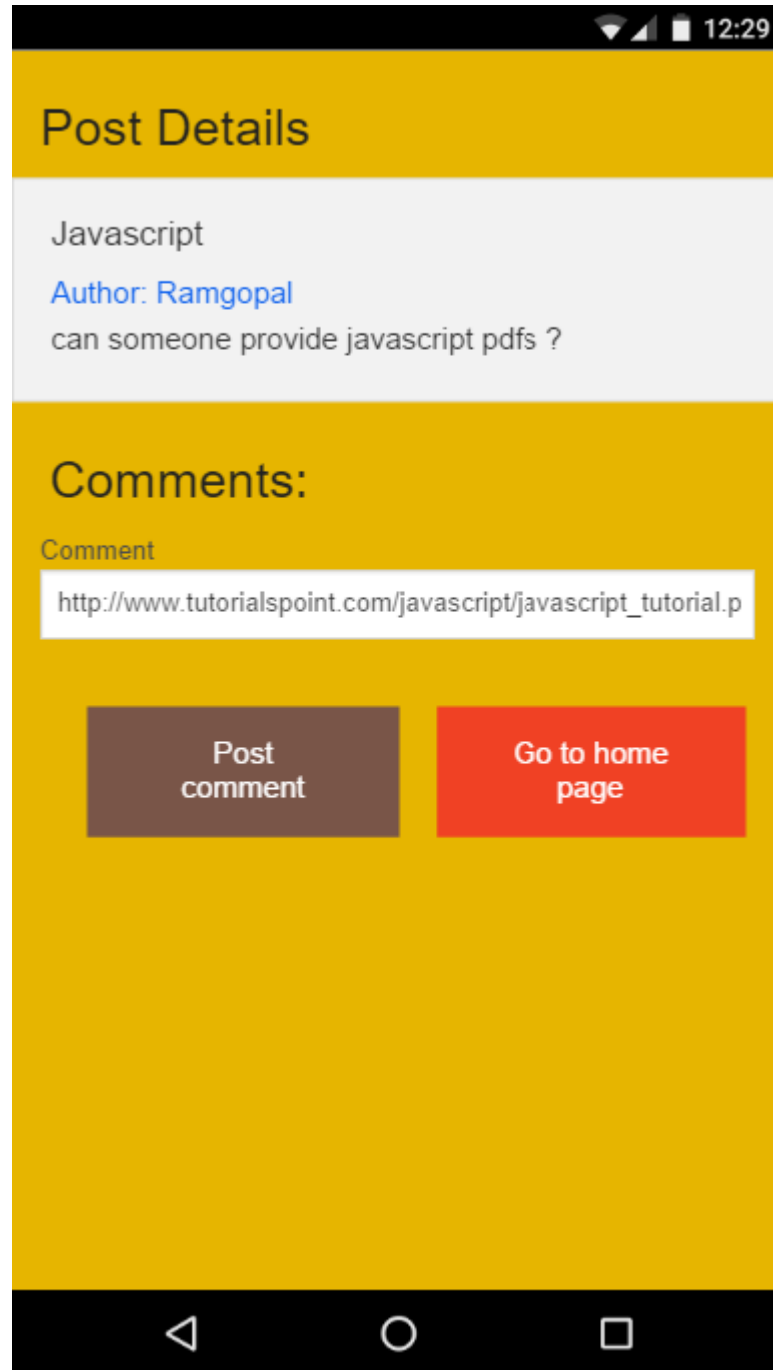 12:29
Post Details
Javascript
Author: Ramgopal
can someone provide javascript pdfs ?
Comments:
Comment
http://www.tutorialspoint.com/javascript/javascript_tutorial.p
Post
comment
Go to home
page